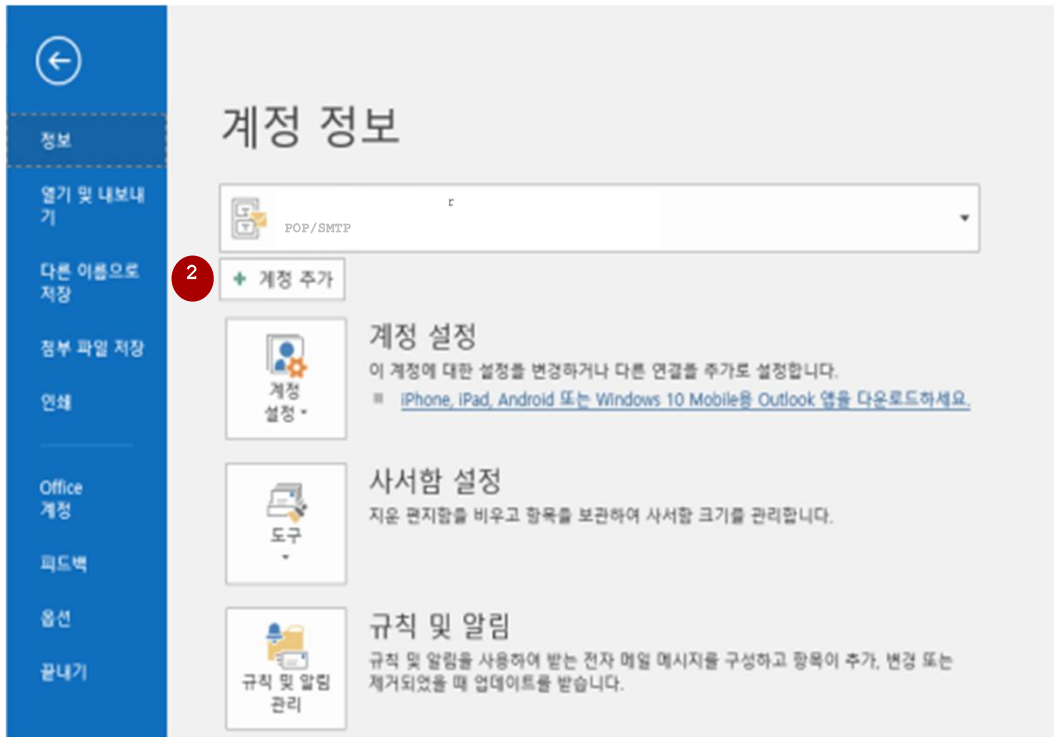 정보
열기 및 내보내
기
다른 이름으로
저장
첨부 파일 저장
인쇄
Office
계정
피드백
옵션
끝내기
계정 정보
r
POP/SMTP
2
+ 계정 추가
계정
설정
계정 설정
이 계정에 대한 설정을 변경하거나 다른 연결을 추가로 설정합니다.
iPhone, iPad, Android 또는 Windows 10 Mobile용 Outlook 앱을 다운로드하세요.
도구
사서함 설정
지운 편지함을 비우고 항목을 보관하여 사서함 크기를 관리합니다.
규칙 및 알림
관리
규칙 및 알림
규칙 및 알림을 사용하여 받는 전자 메일 메시지를 구성하고 항목이 추가, 변경 또는
제거되었을 때 업데이트를 받습니다.